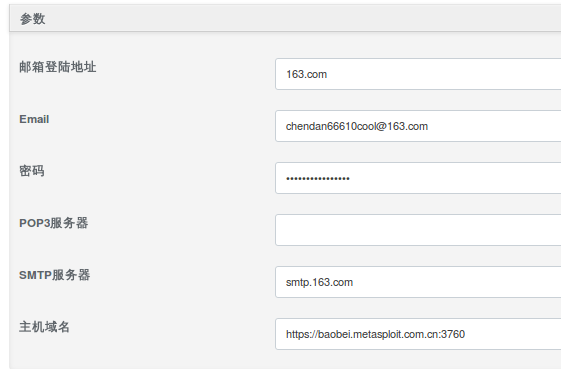 参数
邮箱登陆地址
163.com
Email
chendan66610cool@163.com
密码
••••••••••••••••
POP3服务器
SMTP服务器
smtp.163.com
主机域名
https://baobei.metasploit.com.cn:3760